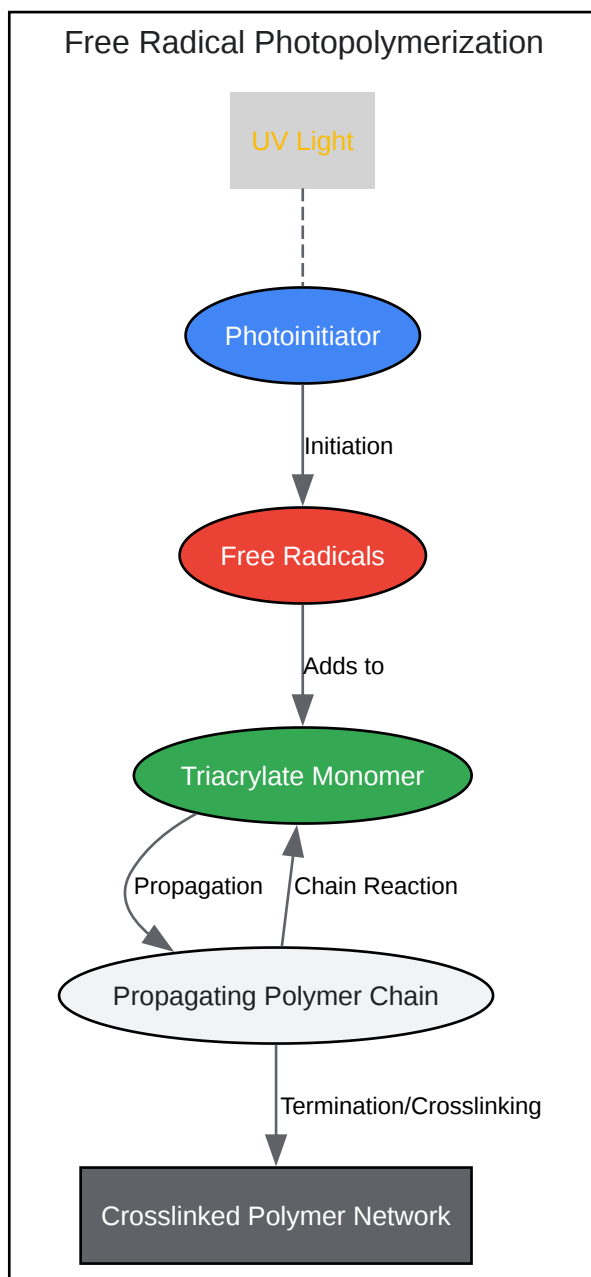 Free Radical Photopolymerization
UV Light
Photoinitiator
Initiation
Free Radicals
Adds to
Triacrylate Monomer
Propagation
Chain Reaction
Propagating Polymer Chain
Termination/Crosslinking
Crosslinked Polymer Network